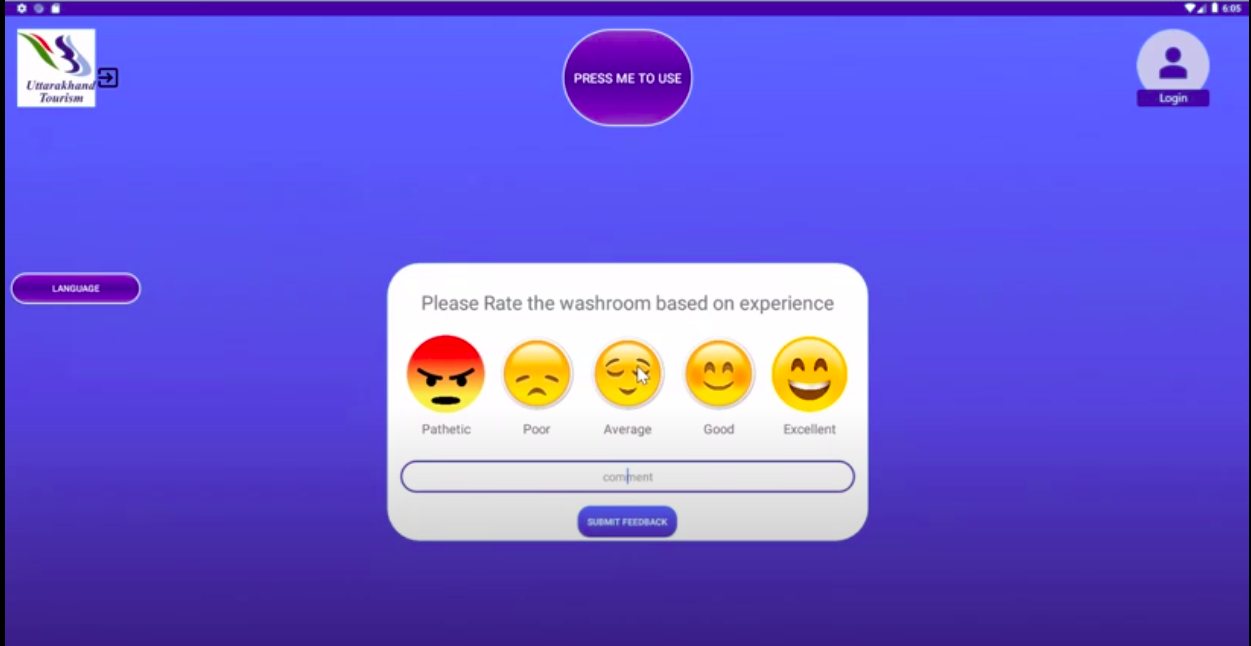 6:05
Uttarakhand
Tourism
PRESS ME TO USE
Login
LANGUAGE
Please Rate the washroom based on experience
Pathetic
Poor
Average
Good
Excellent
comment
SUBMIT FEEDBACK